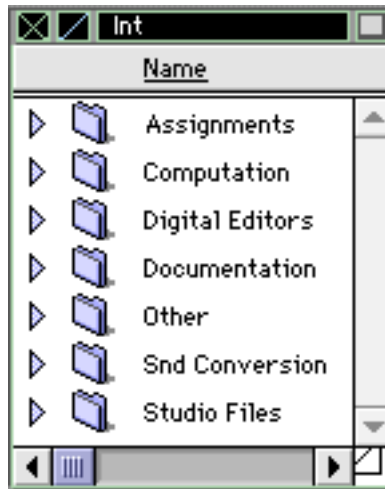 Int
Name
Assignments
Computation
Digital Editors
Documentation
Other
Snd Conversion
Studio Files